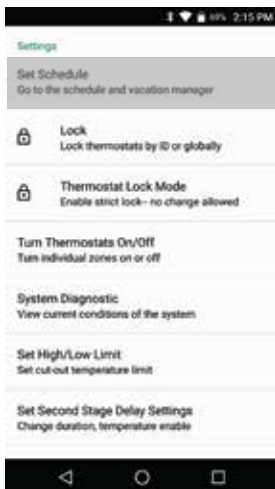 2:15 PM
Settings
Set Schedule
Go to the schedule and vacation manager
Lock
Lock thermostats by ID or globally
Thermostat Lock Mode
Enable strict lock-- no change allowed
Turn Thermostats On/Off
Turn individual zones on or off
System Diagnostic
View current conditions of the system
Set High/Low Limit
Set cut-out temperature limit
Set Second Stage Delay Settings
Change duration, temperature enable